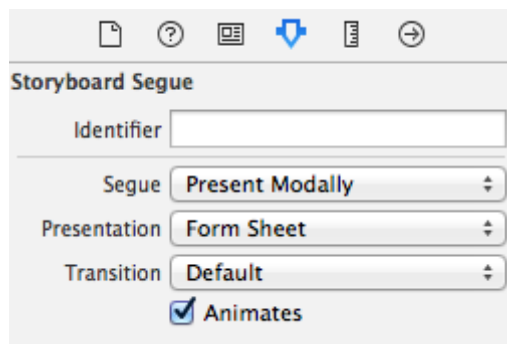 Storyboard Segue
Identifier
Segue Present Modally
Presentation Form Sheet
Transition Default
Animates